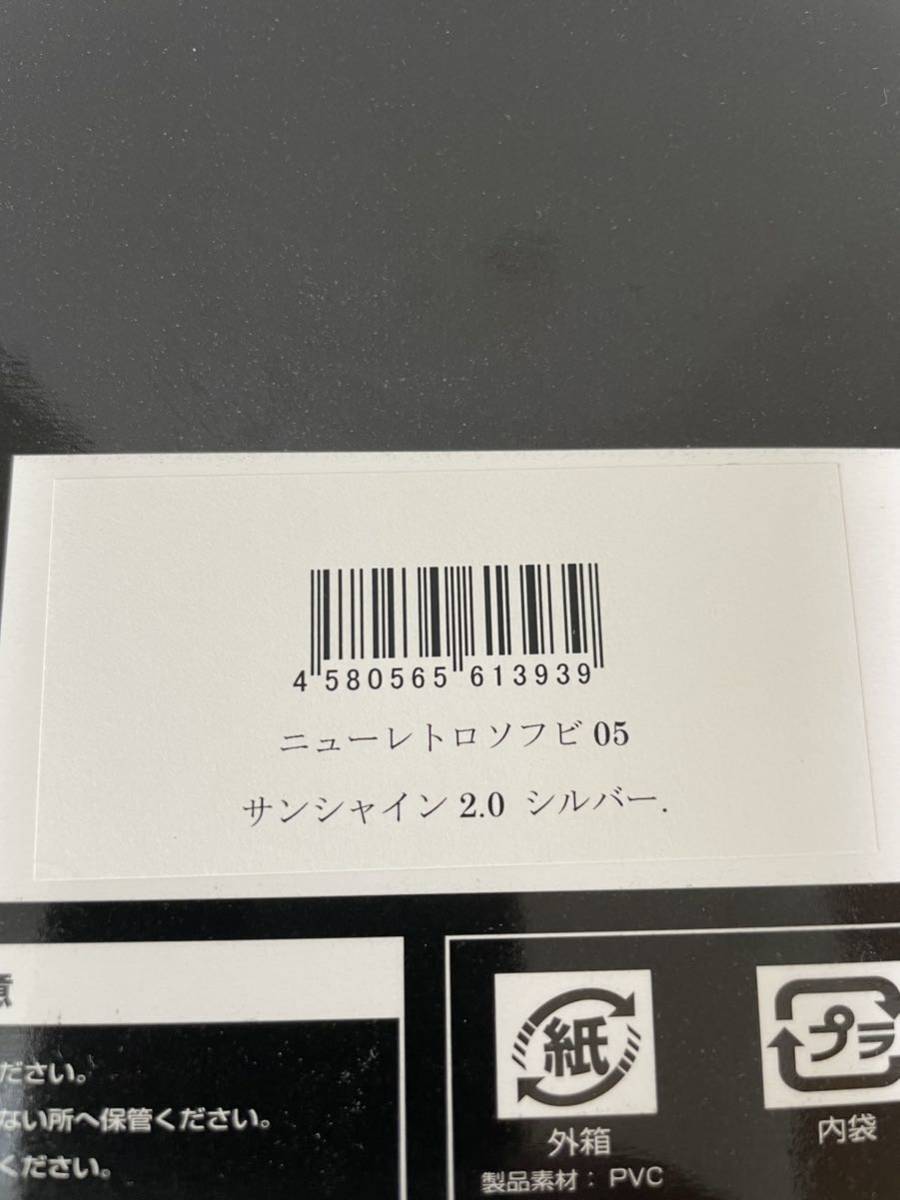 4 580565 613939
ニューレトロソフビ 05
サンシャイン 2.0 シルバー.
意
ださい。
ない所へ保管ください。
ください。
紙
外箱
プラ
内袋
製品素材： PVC